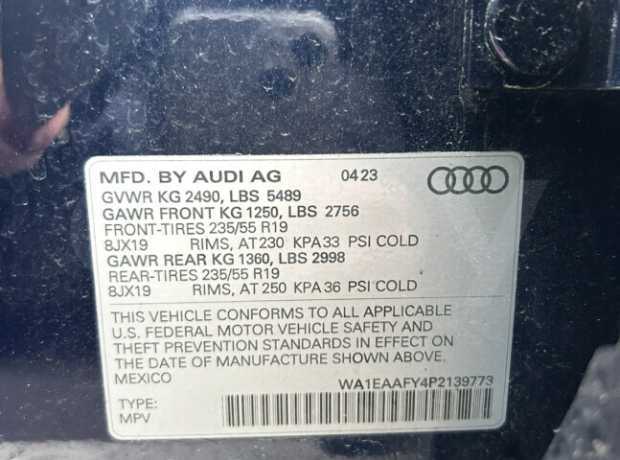 MFD. BY AUDI AG 04 23
GVWR KG 2490, LBS 5489
GAWR FRONT KG 1250, LBS 2756
FRONT-TIRES 235/55 R19
8JX19 RIMS, AT 230 KPA 33 PSI COLD
GAWR REAR KG 1360, LBS 2998
REAR-TIRES 235/55 R19
8JX19 RIMS, AT 250 KPA 36 PSI COLD
THIS VEHICLE CONFORMS TO ALL APPLICABLE
U.S. FEDERAL MOTOR VEHICLE SAFETY AND
THEFT PREVENTION STANDARDS IN EFFECT ON
THE DATE OF MANUFACTURE SHOWN ABOVE.
MEXICO
WA1EAAFY4P2139773
TYPE:
MPV